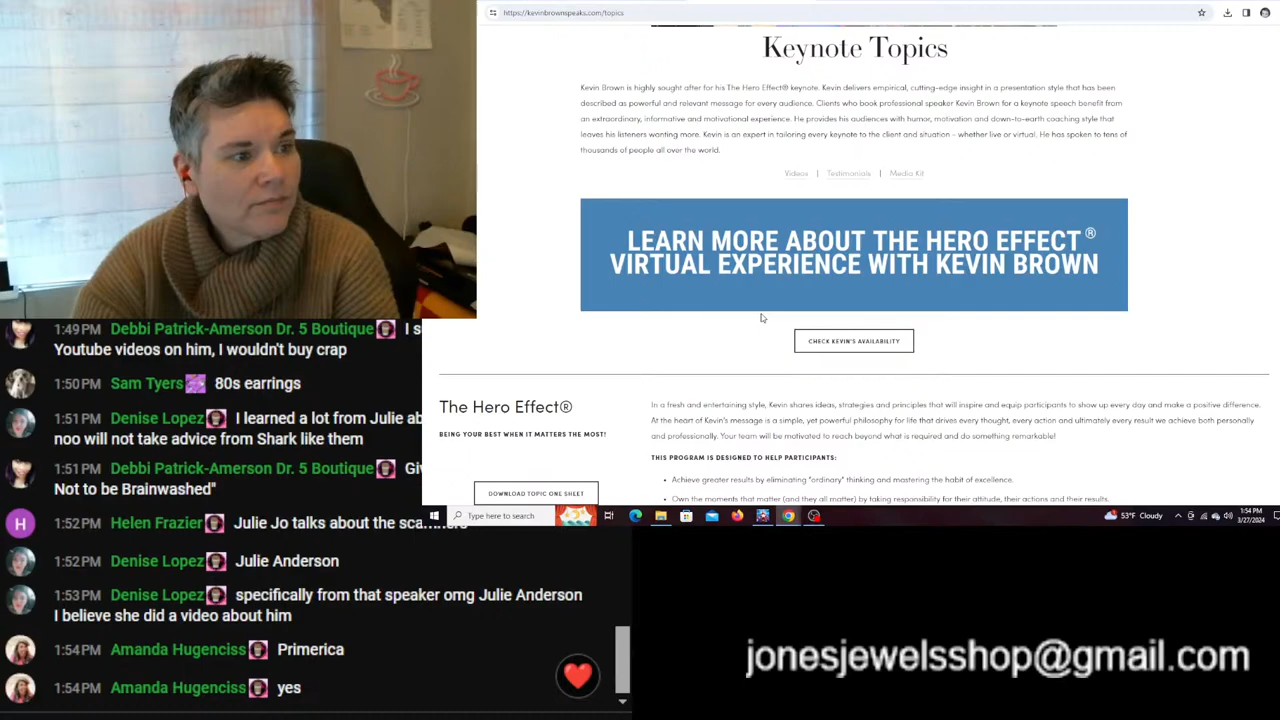 https://kevinbrownspeaks.com/topics
Keynote Topics
Kevin Brown is highly sought after for his The Hero Effect® keynote. Kevin delivers empirical, cutting-edge insight in a presentation style that has been
described as powerful and relevant message for every audience. Clients who book professional speaker Kevin Brown for a keynote speech benefit from
an extraordinary, informative and motivational experience. He provides his audiences with humor, motivation and down-to-earth coaching style that
leaves his listeners wanting more. Kevin is an expert in tailoring every keynote to the client and situation – whether live or virtual. He has spoken to tens of
thousands of people all over the world.
Videos | Testimonials | Media Kit
LEARN MORE ABOUT THE HERO EFFECT®
VIRTUAL EXPERIENCE WITH KEVIN BROWN
CHECK KEVIN'S AVAILABILITY
The Hero Effect®
BEING YOUR BEST WHEN IT MATTERS THE MOST!
DOWNLOAD TOPIC ONE SHEET
In a fresh and entertaining style, Kevin shares ideas, strategies and principles that will inspire and equip participants to show up every day and make a positive difference.
At the heart of Kevin's message is a simple, yet powerful philosophy for life that drives every thought, every action and ultimately every result we achieve both personally
and professionally. Your team will be motivated to reach beyond what is required and do something remarkable!
THIS PROGRAM IS DESIGNED TO HELP PARTICIPANTS:
• Achieve greater results by eliminating "ordinary" thinking and mastering the habit of excellence.
• Own the moments that matter (and they all matter) by taking responsibility for their attitude, their actions and their results.
Type here to search
53°F Cloudy
1:54 PM
3/27/2024
1:49 PM Debbi Patrick-Amerson Dr. 5 Boutique I s
Youtube videos on him, I wouldn't buy crap
1:50 PM Sam Tyers 80s earrings
1:51 PM Denise Lopez I learned a lot from Julie ab
noo will not take advice from Shark like them
1:51 PM Debbi Patrick-Amerson Dr. 5 Boutique Gi
Not to be Brainwashed"
1:52 PM H Helen Frazier Julie Jo talks about the scammers
1:52 PM Denise Lopez Julie Anderson
1:53 PM Denise Lopez specifically from that speaker omg Julie Anderson
I believe she did a video about him
1:54 PM Amanda Hugenciss Primerica
1:54 PM Amanda Hugenciss yes
jonesjewelsshop@gmail.com